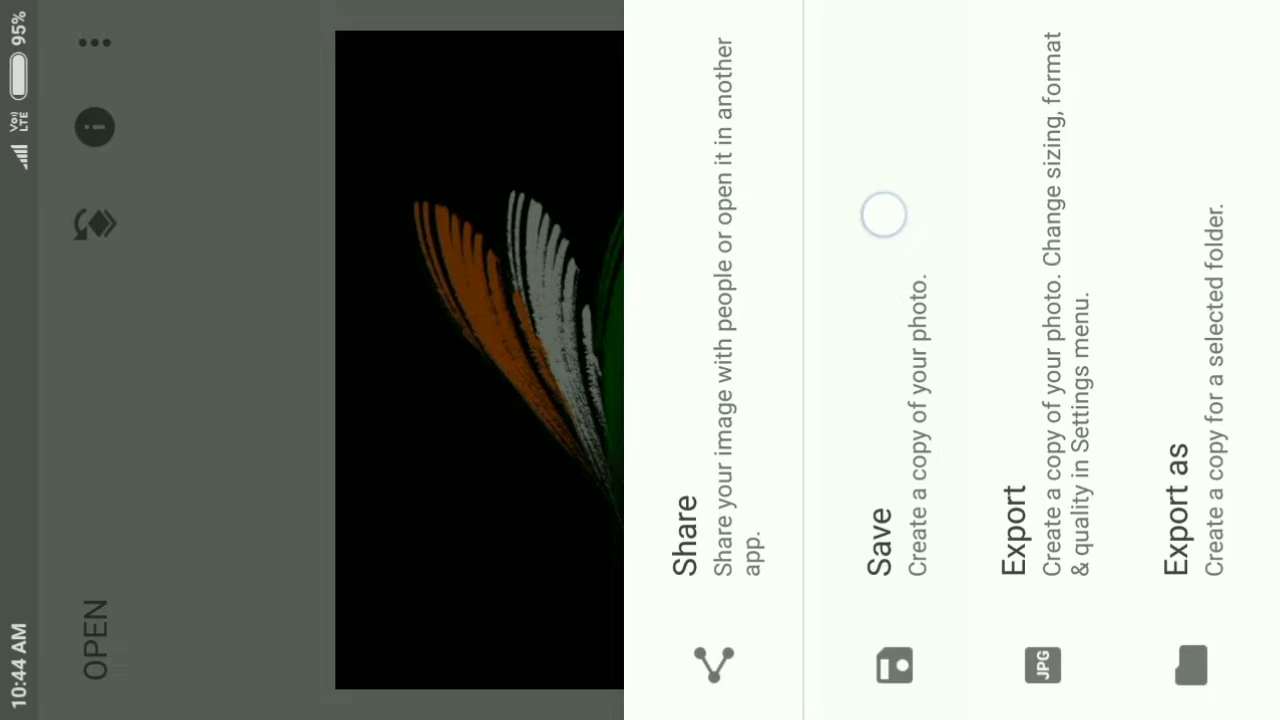 10:44 AM
Vo))
LTE
95%
OPEN
Share
Share your image with people or open it in another
app.
Save
Create a copy of your photo.
JPG
Export
Create a copy of your photo. Change sizing, format
& quality in Settings menu.
Export as
Create a copy for a selected folder.